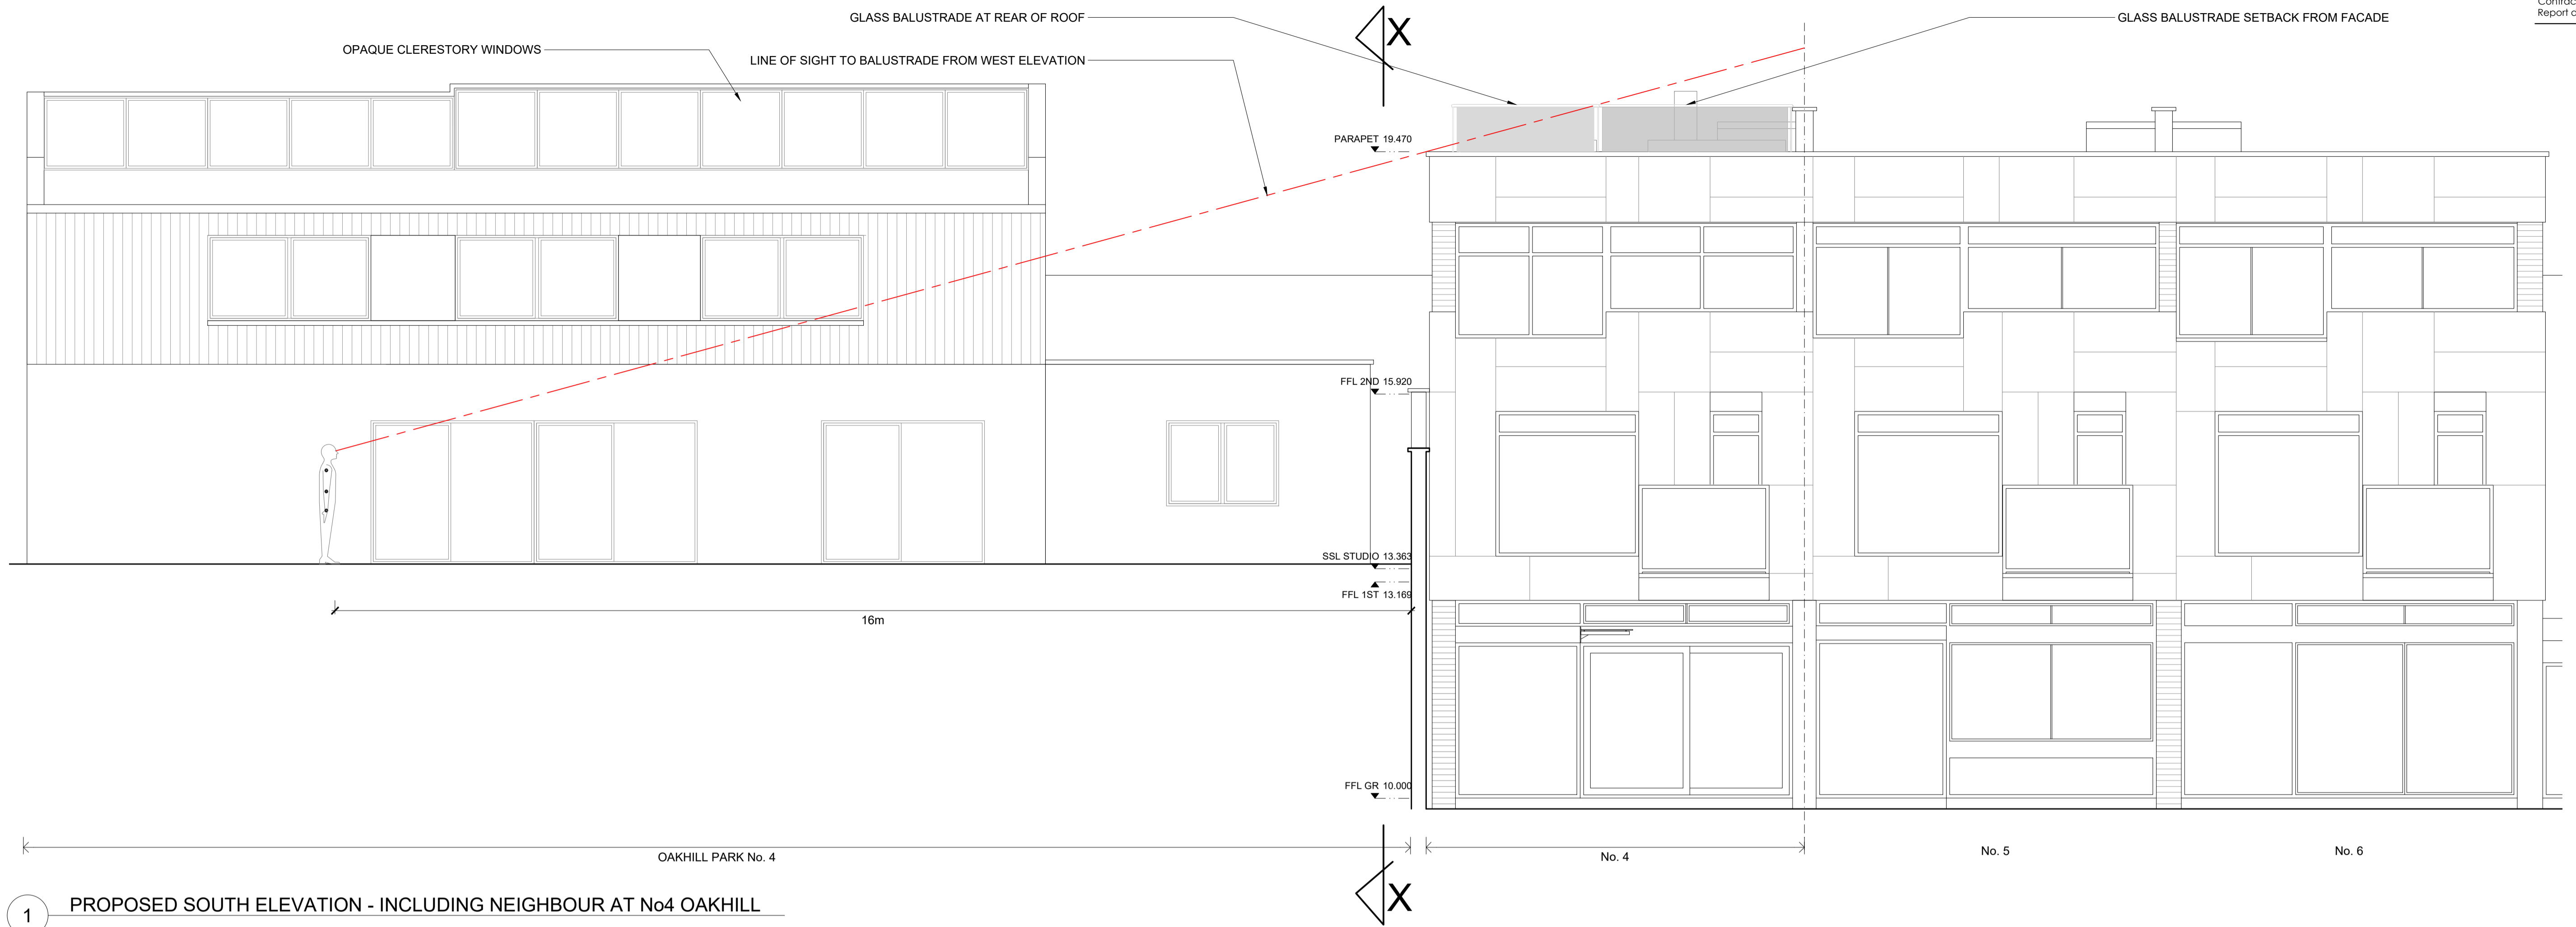 Report a
GLASS BALUSTRADE AT REAR OF ROOF
X
GLASS BALUSTRADE SETBACK FROM FACADE
OPAQUE CLERESTORY WINDOWS
LINE OF SIGHT TO BALUSTRADE FROM WEST ELEVATION
PARAPET 19.470
FFL 2ND 15.920
SSL STUDIO 13.363
FFL 1ST 13.169
16m
FFL GR 10.000
OAKHILL PARK No. 4
No. 4
No. 5
No. 6
X
1
PROPOSED SOUTH ELEVATION - INCLUDING NEIGHBOUR AT No4 OAKHILL